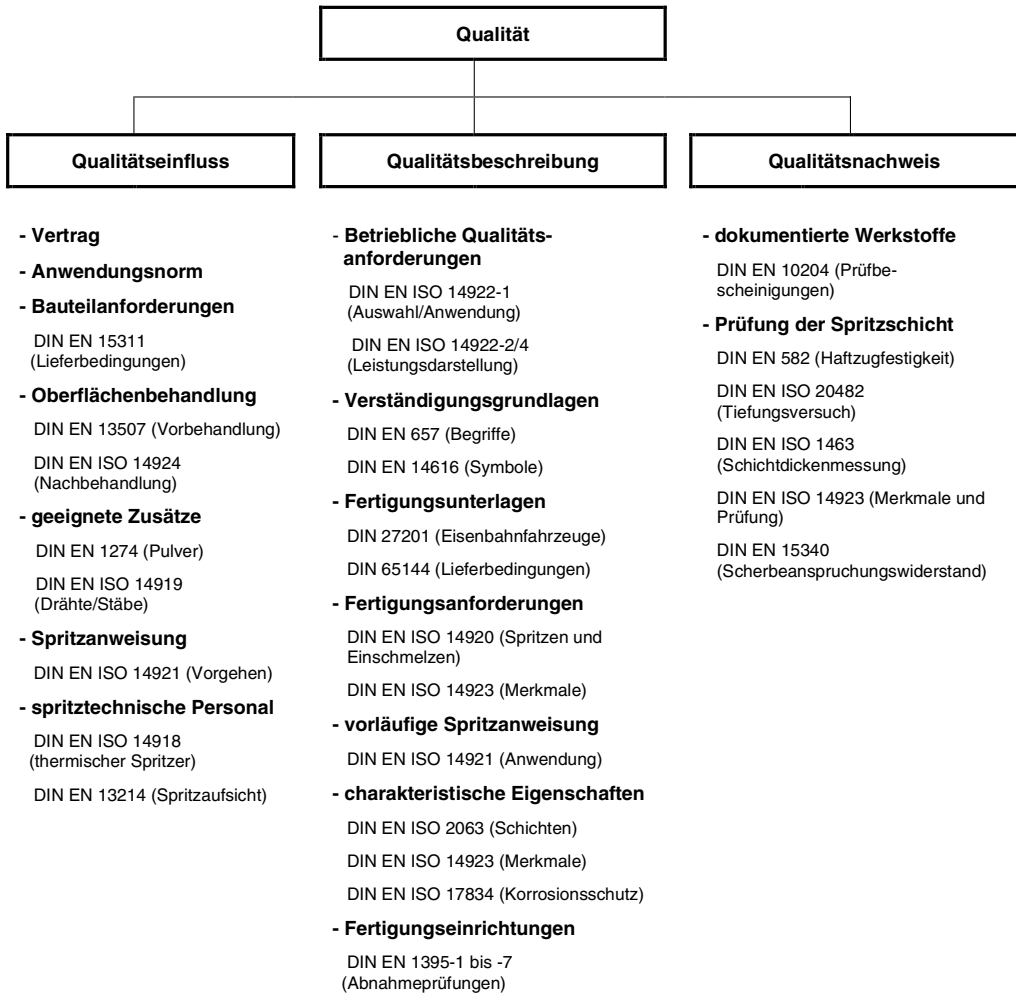 Qualität
Qualitätseinfluss
- Vertrag
- Anwendungsnorm
- Bauteilanforderungen
DIN EN 15311
(Lieferbedingungen)
- Oberflächenbehandlung
DIN EN 13507 (Vorbehandlung)
DIN EN ISO 14924
(Nachbehandlung)
- geeignete Zusätze
DIN EN 1274 (Pulver)
DIN EN ISO 14919
(Drähte/Stäbe)
- Spritzanweisung
DIN EN ISO 14921 (Vorgehen)
- spritztechnische Personal
DIN EN ISO 14918
(thermischer Spritzer)
DIN EN 13214 (Spritzaufsicht)
Qualitätsbeschreibung
- Betriebliche Qualitäts-
anforderungen
DIN EN ISO 14922-1
(Auswahl/Anwendung)
DIN EN ISO 14922-2/4
(Leistungsdarstellung)
- Verständigungsgrundlagen
DIN EN 657 (Begriffe)
DIN EN 14616 (Symbole)
- Fertigungsunterlagen
DIN 27201 (Eisenbahnfahrzeuge)
DIN 65144 (Lieferbedingungen)
- Fertigungsanforderungen
DIN EN ISO 14920 (Spritzen und
Einschmelzen)
DIN EN ISO 14923 (Merkmale)
- vorläufige Spritzanweisung
DIN EN ISO 14921 (Anwendung)
- charakteristische Eigenschaften
DIN EN ISO 2063 (Schichten)
DIN EN ISO 14923 (Merkmale)
DIN EN ISO 17834 (Korrosionsschutz)
- Fertigungseinrichtungen
DIN EN 1395-1 bis -7
(Abnahmeprüfungen)
Qualitätsnachweis
- dokumentierte Werkstoffe
DIN EN 10204 (Prüfbe-
scheinigungen)
- Prüfung der Spritzschicht
DIN EN 582 (Haftzugfestigkeit)
DIN EN ISO 20482
(Tiefungsversuch)
DIN EN ISO 1463
(Schichtdickenmessung)
DIN EN ISO 14923 (Merkmale und
Prüfung)
DIN EN 15340
(Scherbeanspruchungswiderstand)